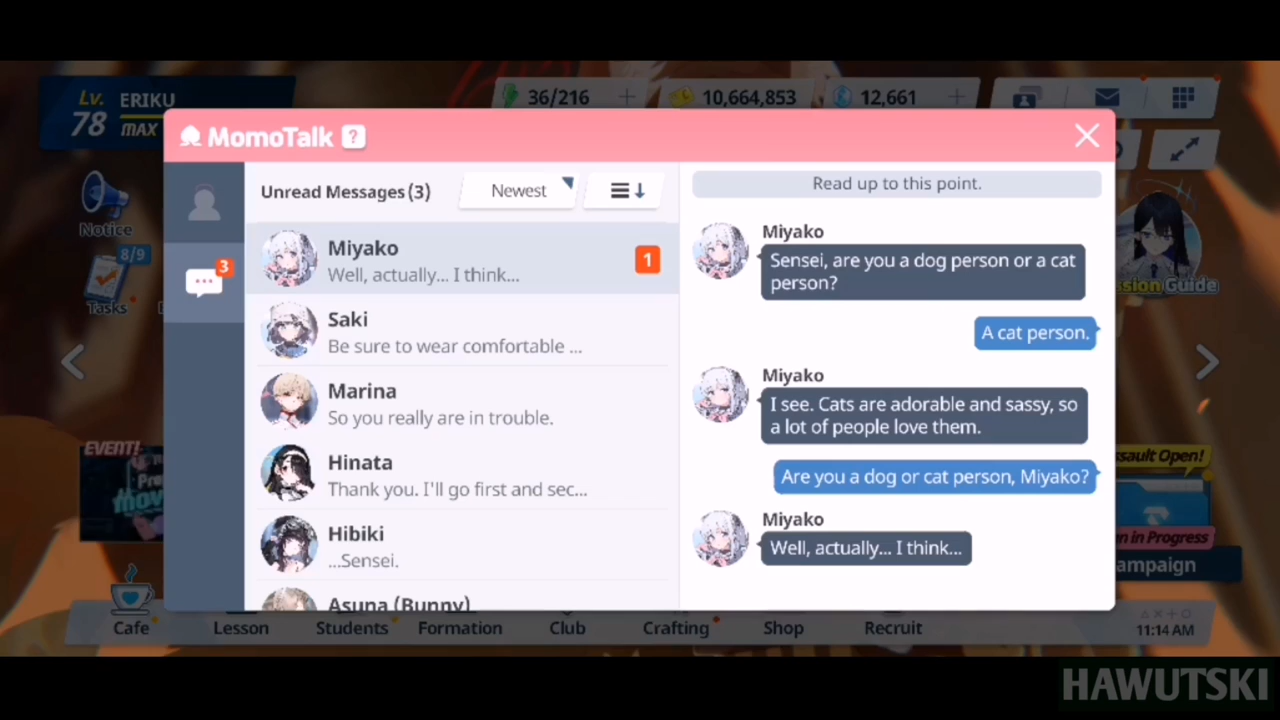 Lv.
78
ERIKU
MAX
36/216
10,664,853
12,661
MomoTalk ?
Notice
8/9
Tasks
EVENT!
3
Unread Messages (3)
Newest
Miyako
Well, actually... I think...
1
Saki
Be sure to wear comfortable ...
Marina
So you really are in trouble.
Hinata
Thank you. I'll go first and sec...
Hibiki
...Sensei.
Asuna (Bunny)
Read up to this point.
Miyako
Sensei, are you a dog person or a cat
person?
A cat person.
Miyako
I see. Cats are adorable and sassy, so
a lot of people love them.
Are you a dog or cat person, Miyako?
Miyako
Well, actually... I think...
ssion Guide
ssault Open!
n in Progress
ampaign
Cafe
Lesson
Students
Formation
Club
Crafting
Shop
Recruit
11:14 AM
HAWUTSKI